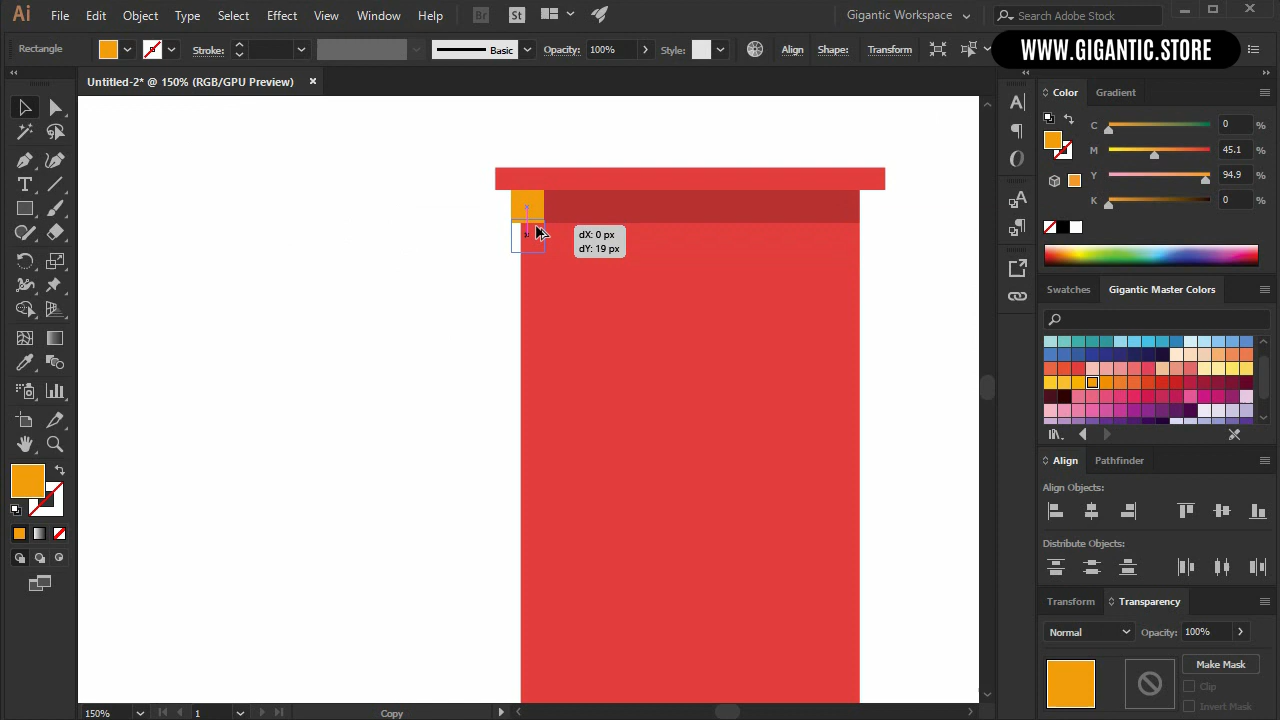 Ai File Edit Object Type Select Effect View Window Help Br St Gigantic Workspace Search Adobe Stock
Rectangle Stroke: Basic Opacity: 100% Style: Align Shape: Transform WWW.GIGANTIC.STORE
Untitled-2* @ 150% (RGB/GPU Preview)
Color Gradient
C 0 %
M 45.1 %
Y 94.9 %
K 0 %
dX: 0 px
dY: 19 px
Swatches Gigantic Master Colors
Align Pathfinder
Align Objects:
Distribute Objects:
Transform Transparency
Normal Opacity: 100%
Make Mask
Clip
Invert Mask
150% 1 Copy